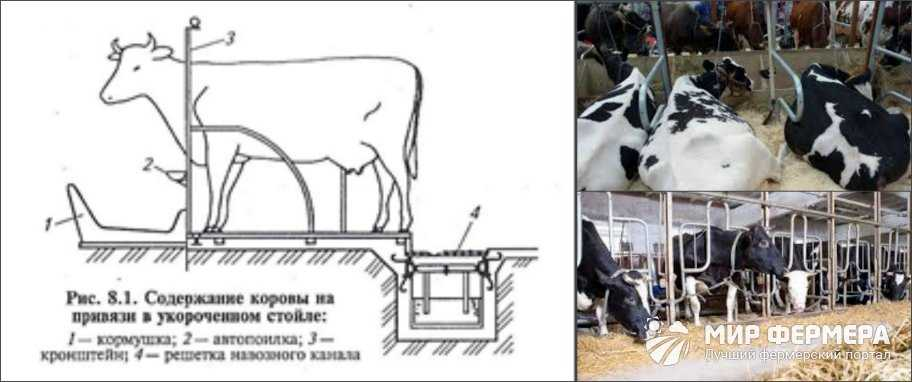 3
2
1
4
Рис. 8.1. Содержание коровы на
привязи в укороченном стойле:
1 — кормушка; 2 — автопоилка; 3 —
кронштейн; 4 — решетка навозного канала
МИР ФЕРМЕРА
Лучший фермерский портал